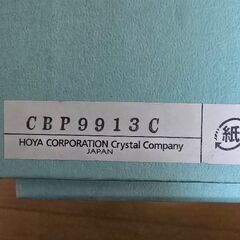 CBP9913C
HOYA CORPORATION Crystal Company
JAPAN
紙